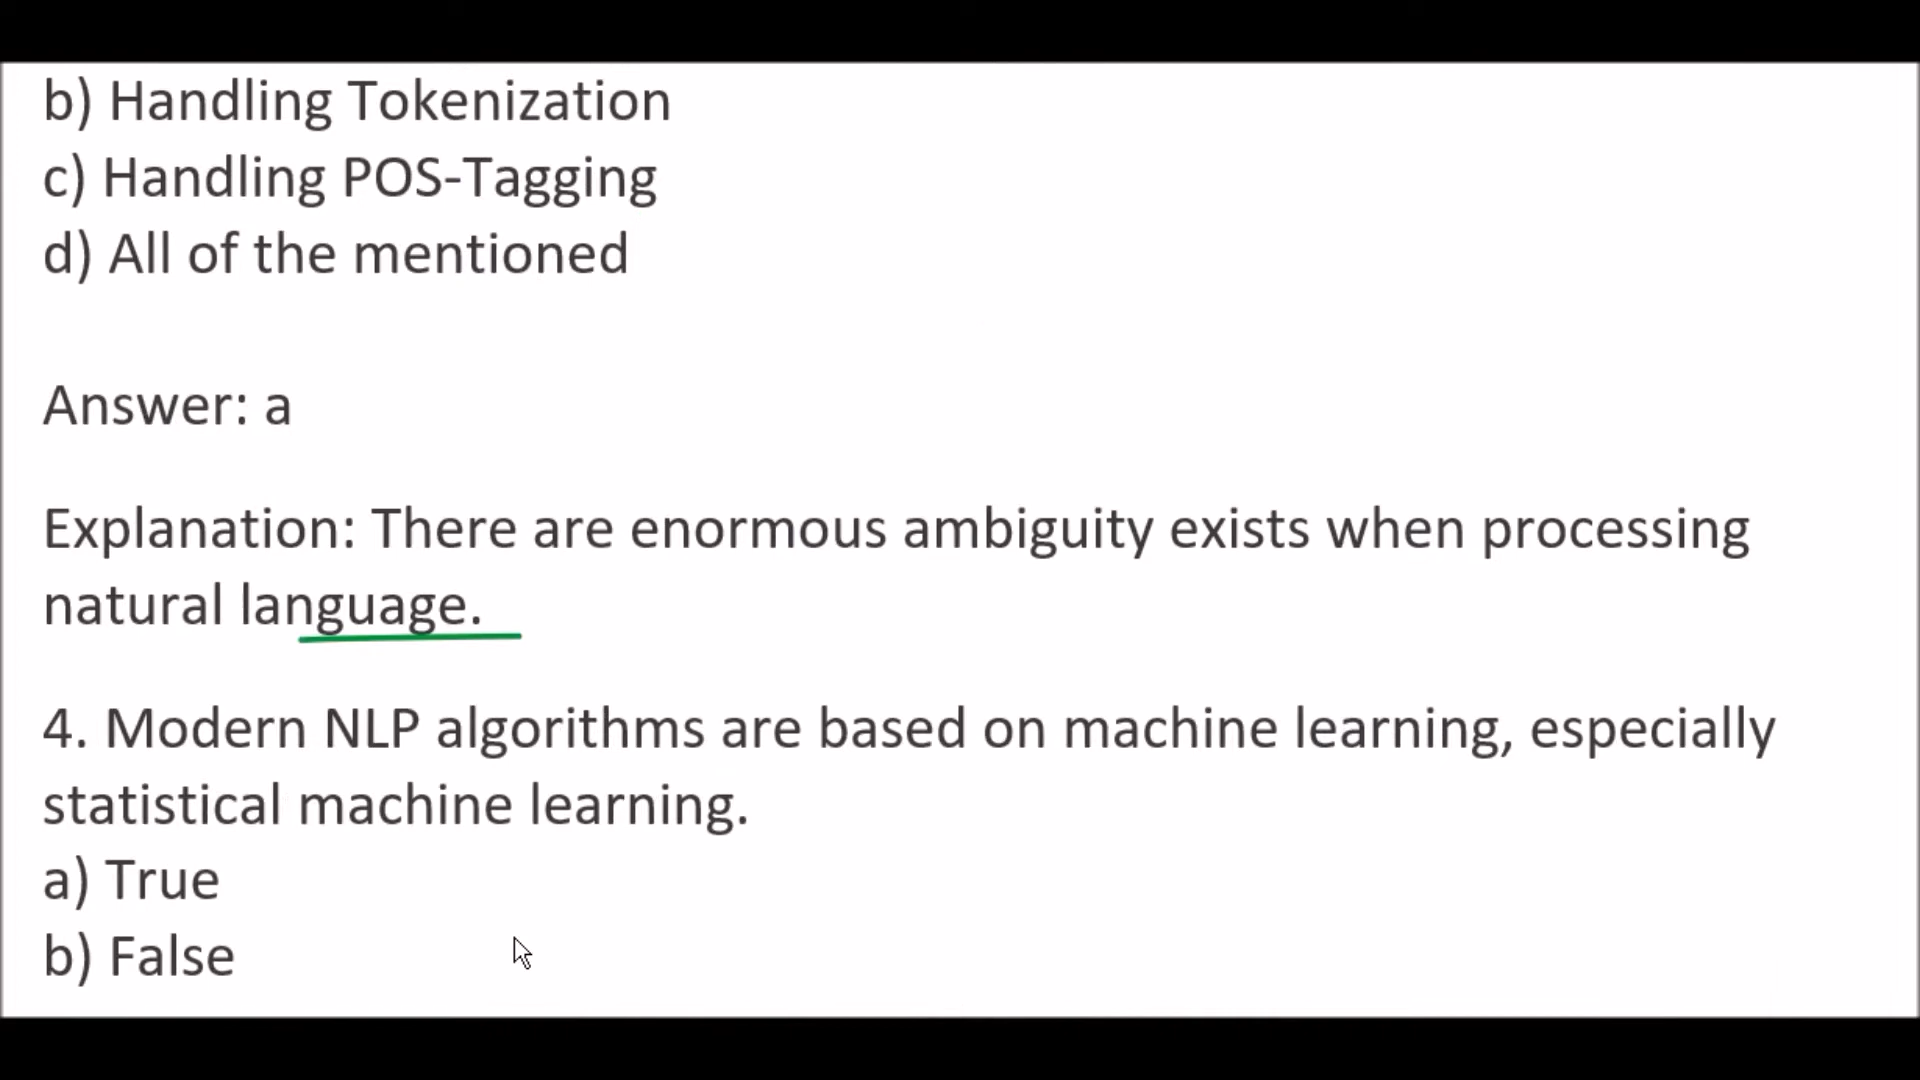 b) Handling Tokenization
c) Handling POS-Tagging
d) All of the mentioned
Answer: a
Explanation: There are enormous ambiguity exists when processing
natural language.
4. Modern NLP algorithms are based on machine learning, especially
statistical machine learning.
a) True
b) False